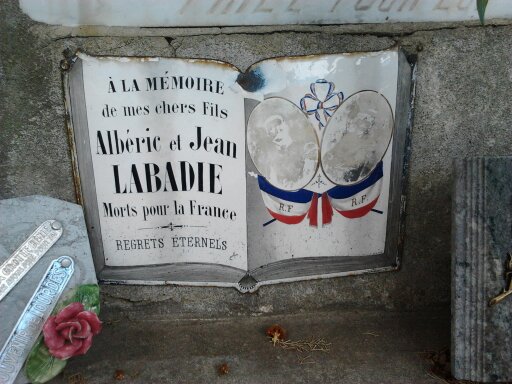 À LA MÉMOIRE
de mes chers Fils
Albéric et Jean
LABADIE
Morts pour la France
REGRETS ÉTERNELS
R.F
R.F